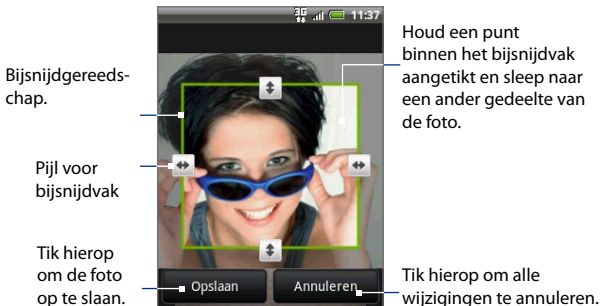 3G 11:37
Bijsnijdgereeds-
chap.
Houd een punt
binnen het bijsnijdvak
aangetikt en sleep naar
een ander gedeelte van
de foto.
Pijl voor
bijsnijdvak
Tik hierop
om de foto
op te slaan.
Opslaan
Annuleren
Tik hierop om alle
wijzigingen te annuleren.